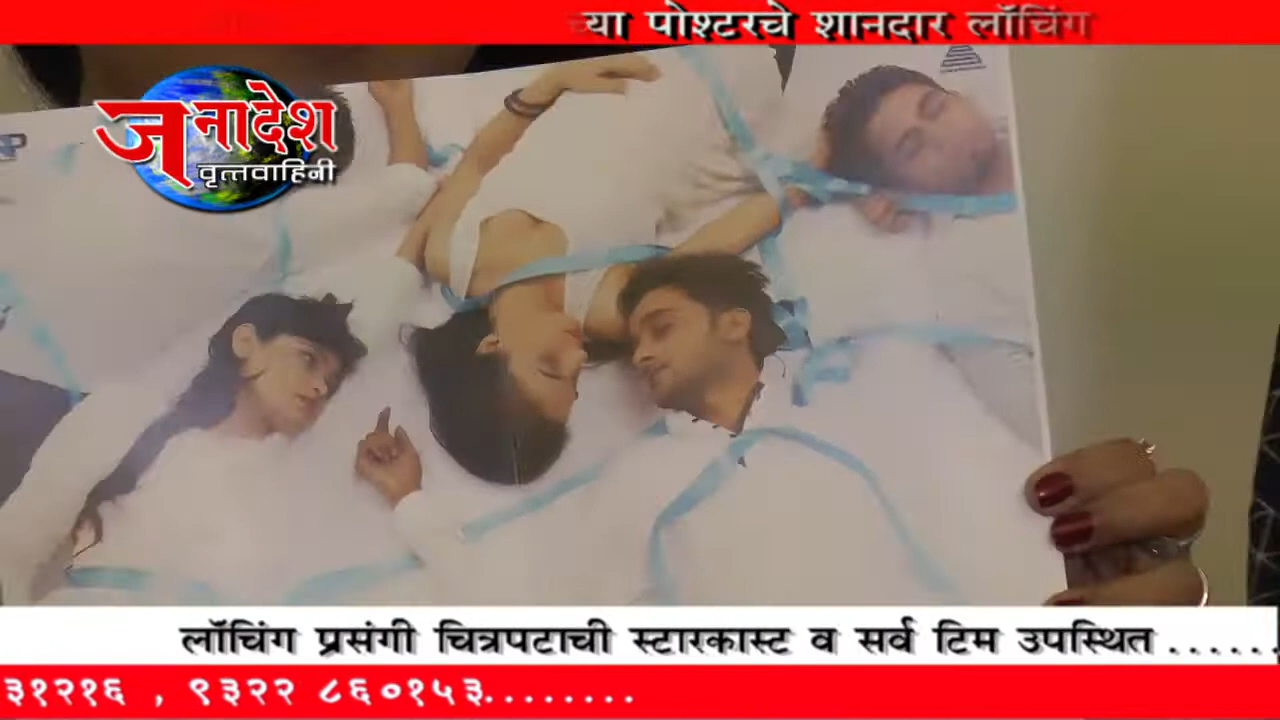 च्या पोश्टरचे शानदार लॉचिंग
जनादेश
वृत्तवाहिनी
लॉचिंग प्रसंगी चित्रपटाची स्टारकास्ट व सर्व टिम उपस्थित ......
३१२१६ , ९३२२ ८६०१५३........